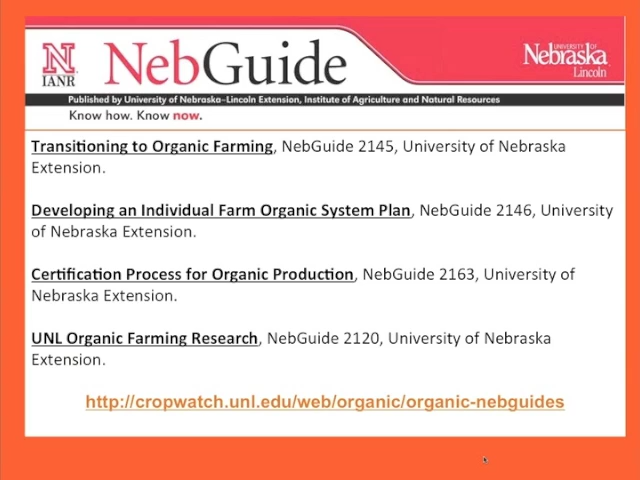 N
IANR
NebGuide
UNIVERSITY OF
Nebraska
Lincoln
Published by University of Nebraska–Lincoln Extension, Institute of Agriculture and Natural Resources
Know how. Know now.
Transitioning to Organic Farming, NebGuide 2145, University of Nebraska
Extension.
Developing an Individual Farm Organic System Plan, NebGuide 2146, University
of Nebraska Extension.
Certification Process for Organic Production, NebGuide 2163, University of
Nebraska Extension.
UNL Organic Farming Research, NebGuide 2120, University of Nebraska
Extension.
http://cropwatch.unl.edu/web/organic/organic-nebguides